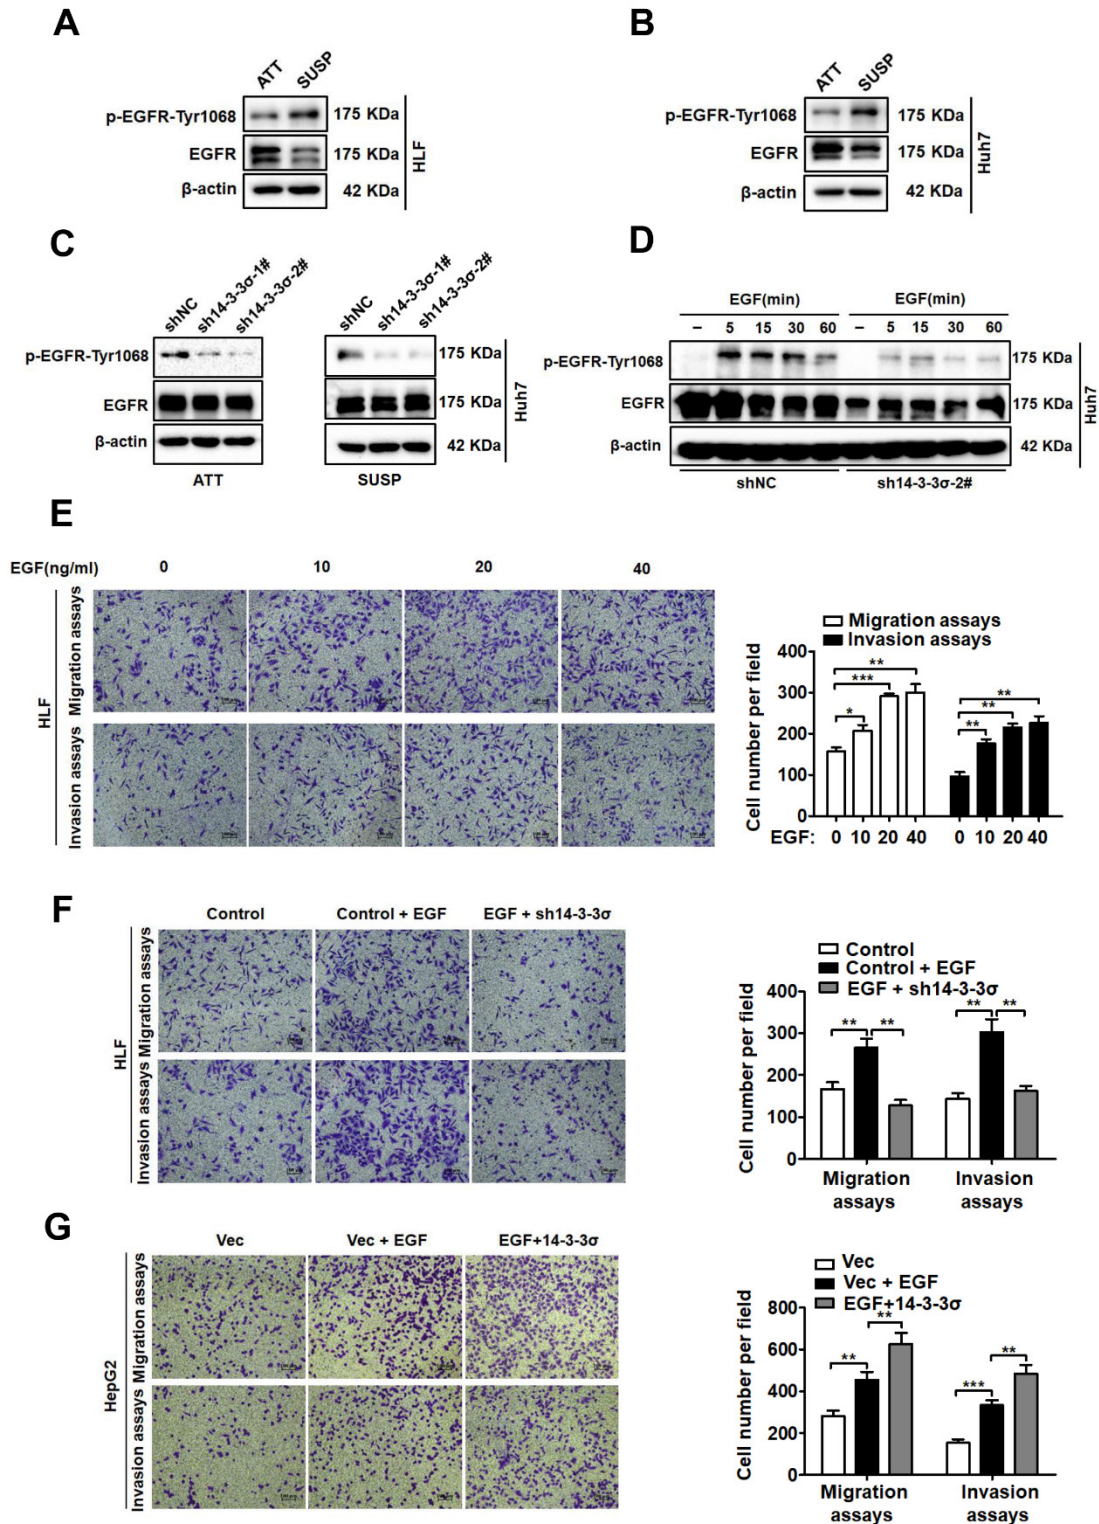 A
ATT SUSP
p-EGFR-Tyr1068 175 KDa
EGFR 175 KDa
β-actin 42 KDa
HLF
B
ATT SUSP
p-EGFR-Tyr1068 175 KDa
EGFR 175 KDa
β-actin 42 KDa
Huh7
C
shNC sh14-3-3σ-1# sh14-3-3σ-2#
shNC sh14-3-3σ-1# sh14-3-3σ-2#
p-EGFR-Tyr1068 175 KDa
EGFR 175 KDa
β-actin 42 KDa
ATT SUSP
Huh7
D
EGF(min) EGF(min)
– 5 15 30 60 – 5 15 30 60
p-EGFR-Tyr1068 175 KDa
EGFR 175 KDa
β-actin 42 KDa
shNC sh14-3-3σ-2#
Huh7
E
EGF(ng/ml) 0 10 20 40
HLF
Migration assays
Invasion assays
Migration assays
Invasion assays
Cell number per field
400
300
200
100
0
* *** **
** ** **
EGF: 0 10 20 40 0 10 20 40
F
Control Control + EGF EGF + sh14-3-3σ
HLF
Migration assays
Invasion assays
Control
Control + EGF
EGF + sh14-3-3σ
Cell number per field
400
300
200
100
0
** ** ** **
Migration assays
Invasion assays
G
Vec Vec + EGF EGF+14-3-3σ
HepG2
Migration assays
Invasion assays
Vec
Vec + EGF
EGF+14-3-3σ
Cell number per field
800
600
400
200
0
** ** *** **
Migration assays
Invasion assays